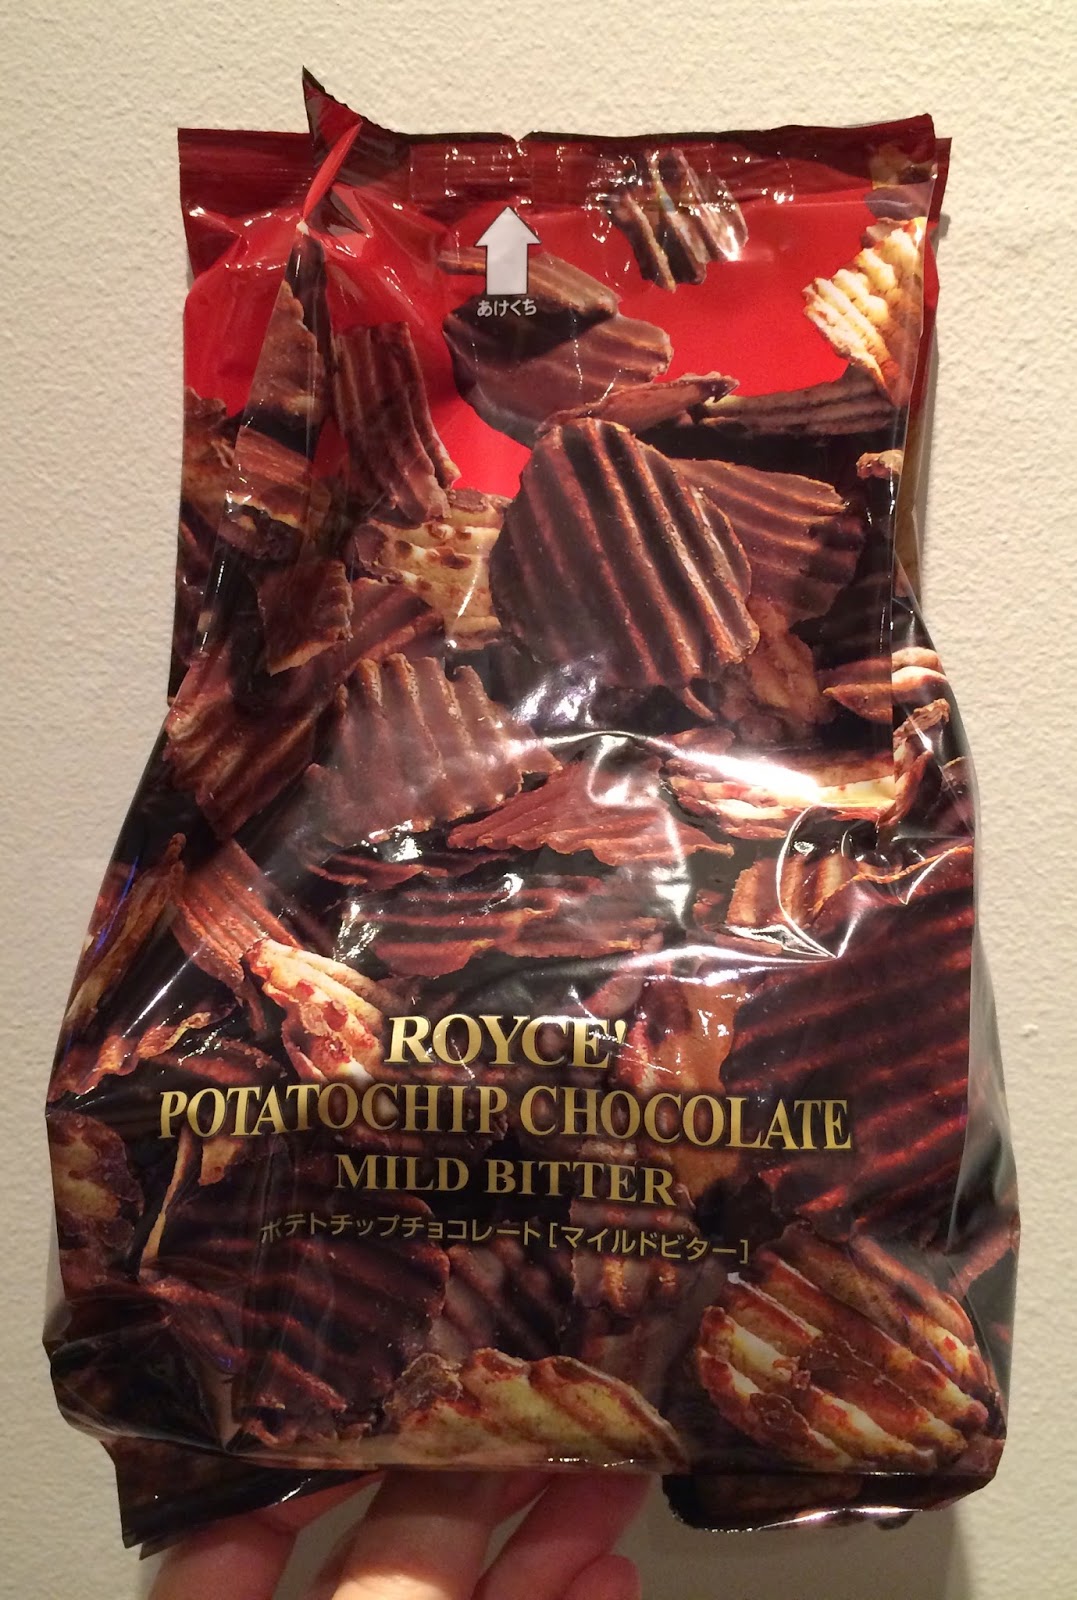 あけくち
ROYCE'
POTATOCHIP CHOCOLATE
MILD BITTER
ポテトチップチョコレート[マイルドビター]